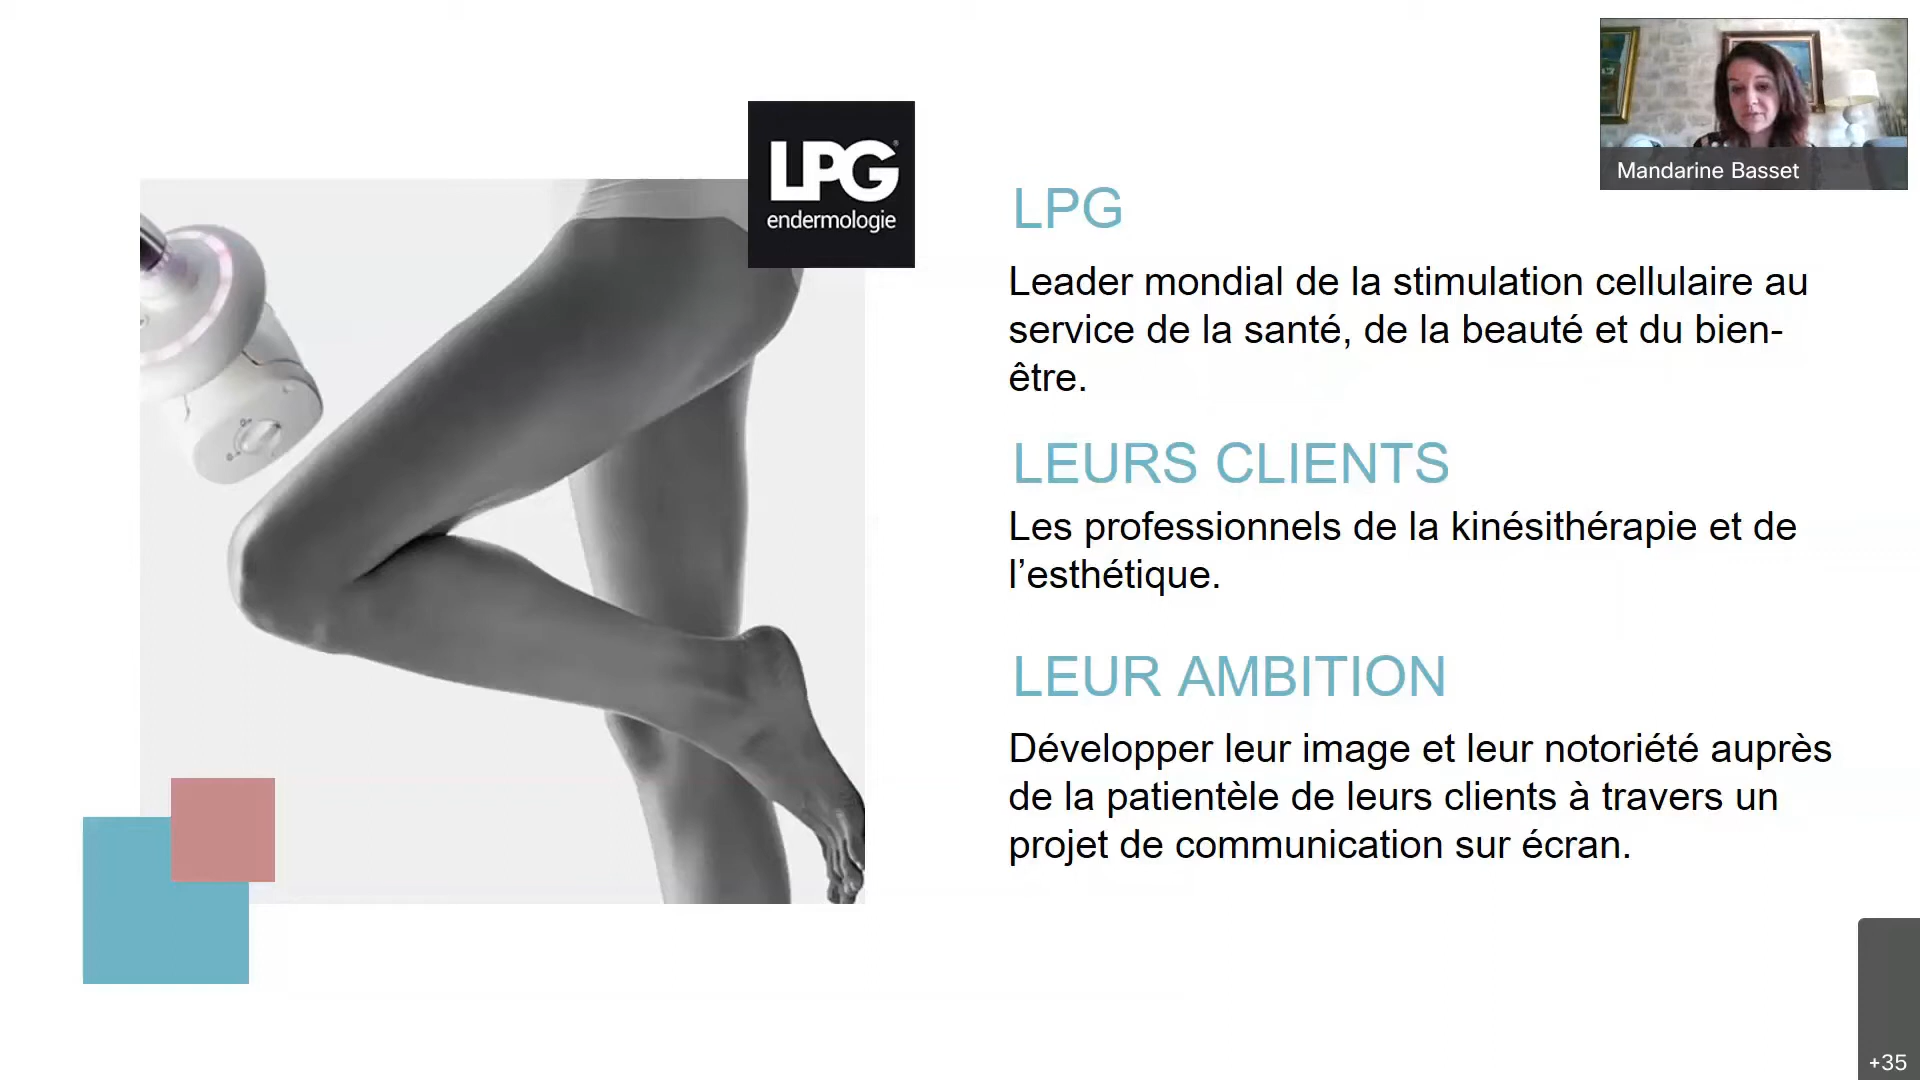 Mandarine Basset
LPG
endermologie
LPG
Leader mondial de la stimulation cellulaire au
service de la santé, de la beauté et du bien-
être.
LEURS CLIENTS
Les professionnels de la kinésithérapie et de
l’esthétique.
LEUR AMBITION
Développer leur image et leur notoriété auprès
de la patientèle de leurs clients à travers un
projet de communication sur écran.
+35